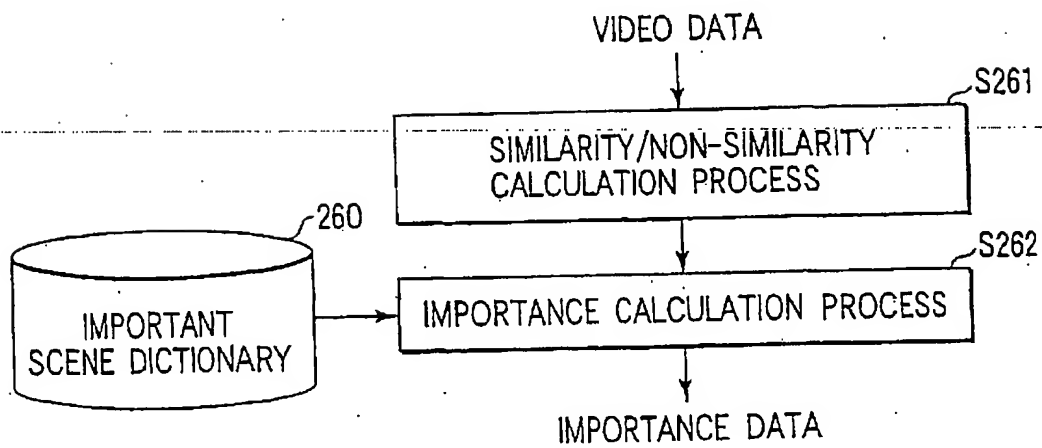 VIDEO DATA
S261
SIMILARITY/NON-SIMILARITY
CALCULATION PROCESS
260
S262
IMPORTANT
SCENE DICTIONARY
IMPORTANCE CALCULATION PROCESS
IMPORTANCE DATA